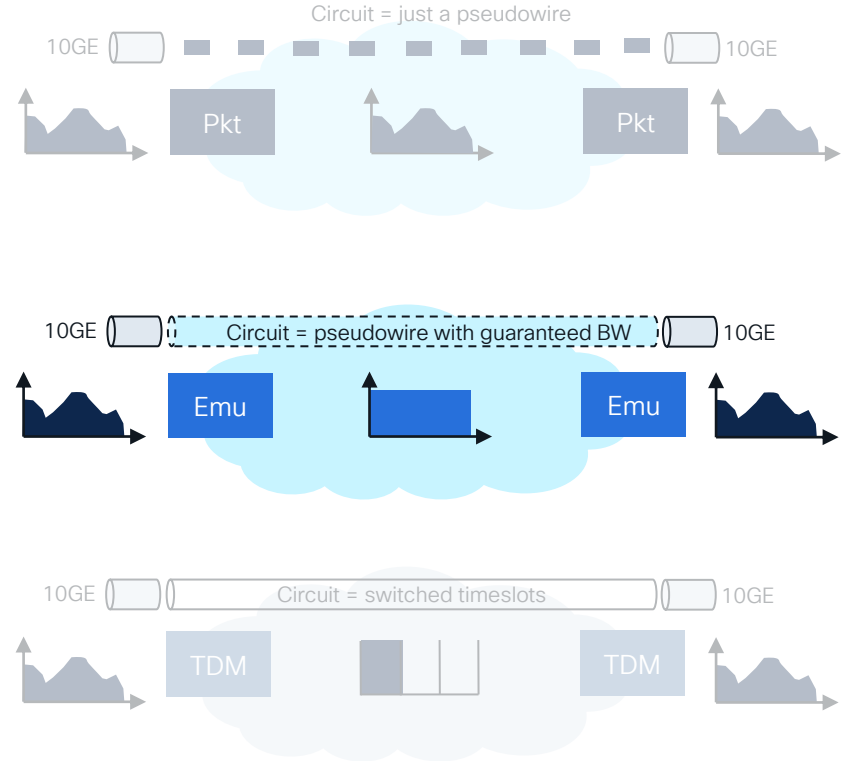 Circuit = just a pseudowire
10GE
10GE
Pkt
Pkt
10GE
Circuit = pseudowire with guaranteed BW
10GE
Emu
Emu
10GE
Circuit = switched timeslots
10GE
TDM
TDM